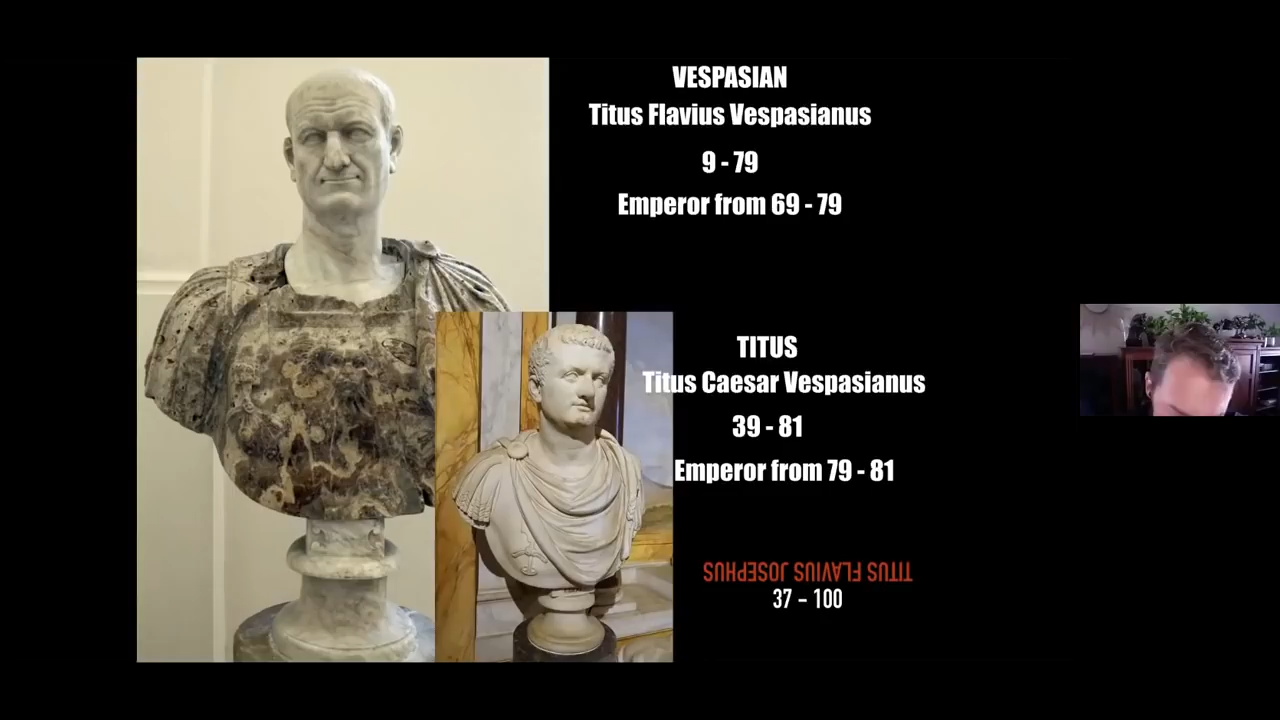 VESPASIAN
Titus Flavius Vespasianus
9 - 79
Emperor from 69 - 79
TITUS
Titus Caesar Vespasianus
39 - 81
Emperor from 79 - 81
TITUS FLAVIUS JOSEPHUS
37 – 100